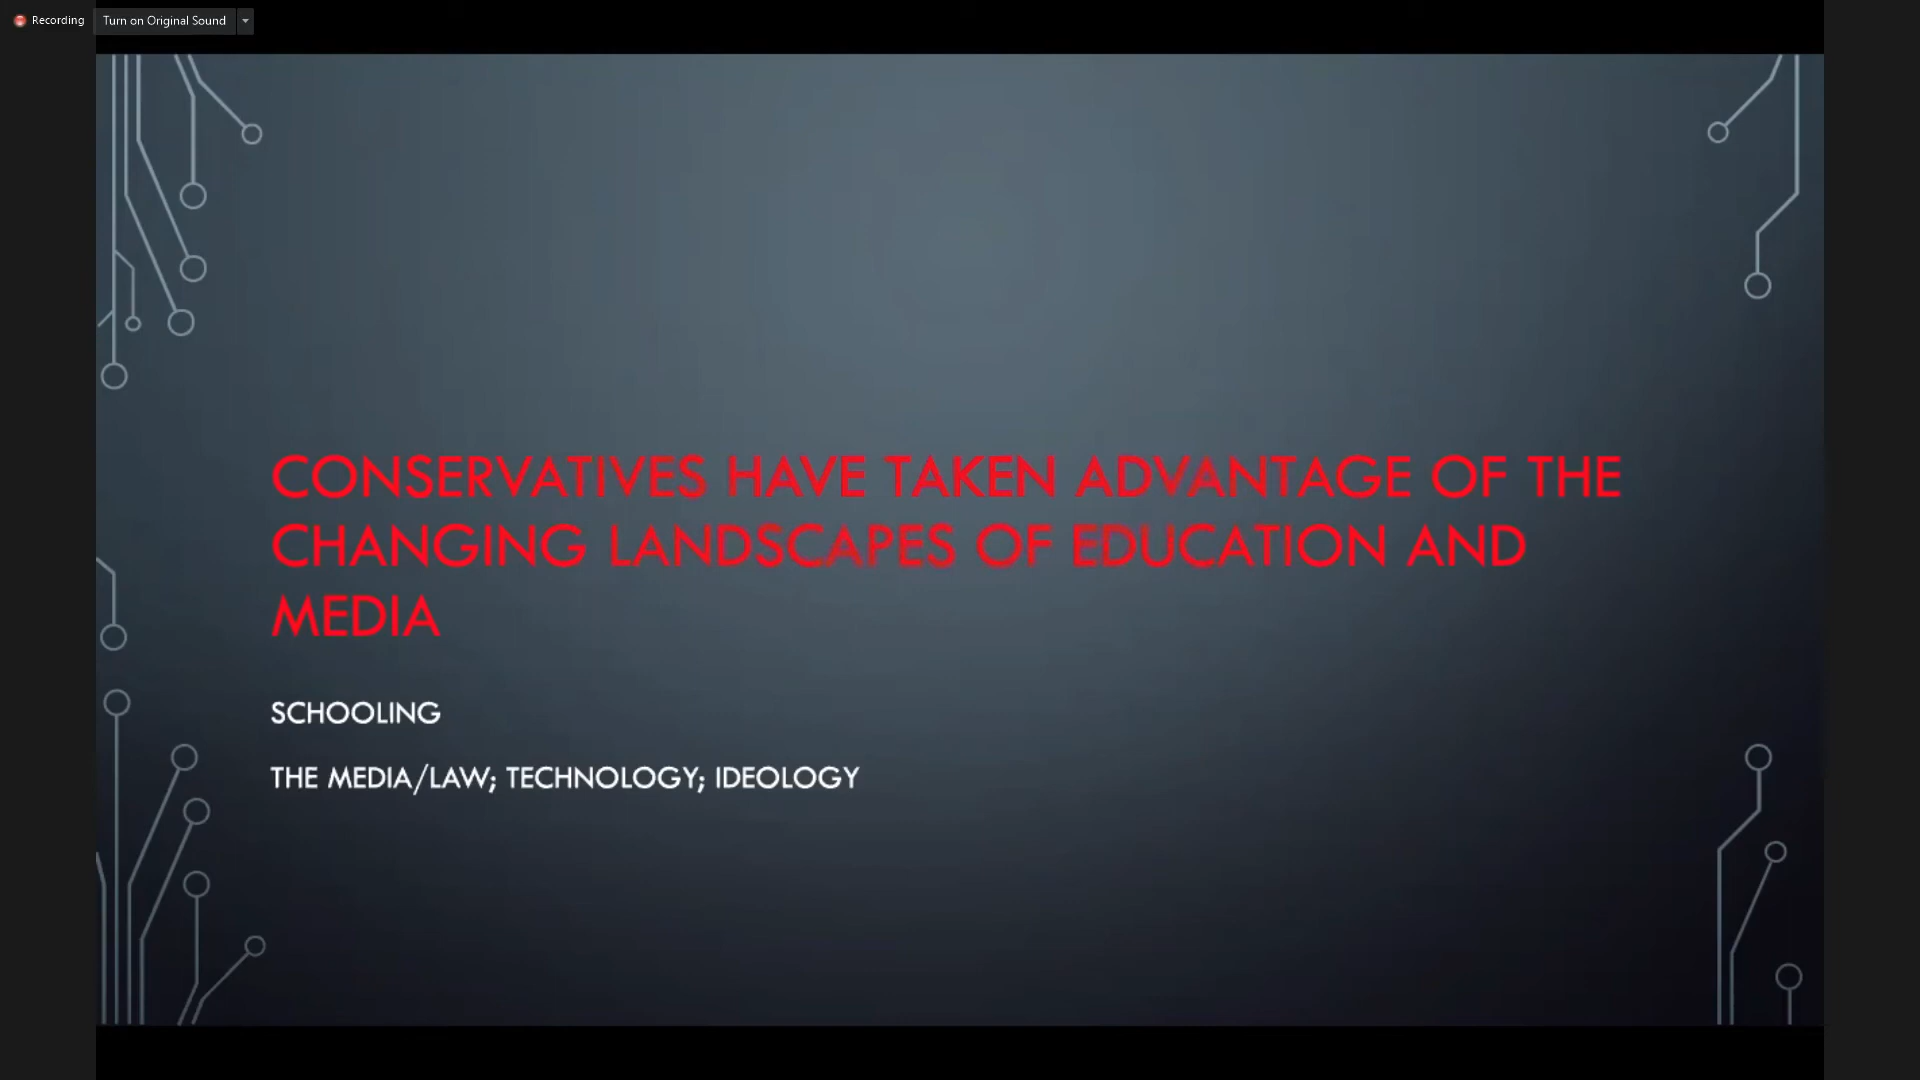 Recording
Turn on Original Sound
CONSERVATIVES HAVE TAKEN ADVANTAGE OF THE
CHANGING LANDSCAPES OF EDUCATION AND
MEDIA
SCHOOLING
THE MEDIA/LAW; TECHNOLOGY; IDEOLOGY